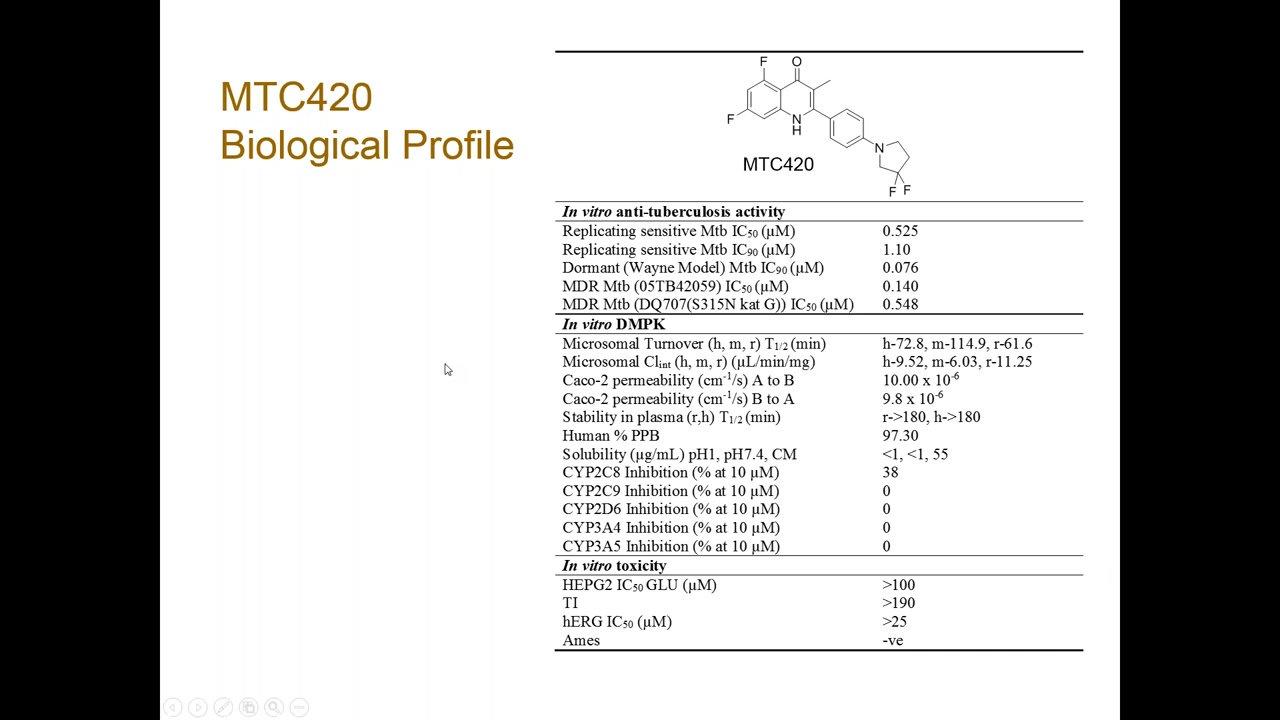 MTC420
Biological Profile
F
O
F
N
H
N
F F
MTC420
In vitro anti-tuberculosis activity
Replicating sensitive Mtb IC50 (µM) 0.525
Replicating sensitive Mtb IC90 (µM) 1.10
Dormant (Wayne Model) Mtb IC90 (µM) 0.076
MDR Mtb (05TB42059) IC50 (µM) 0.140
MDR Mtb (DQ707(S315N kat G)) IC50 (µM) 0.548
In vitro DMPK
Microsomal Turnover (h, m, r) T1/2 (min) h-72.8, m-114.9, r-61.6
Microsomal Clint (h, m, r) (µL/min/mg) h-9.52, m-6.03, r-11.25
Caco-2 permeability (cm-1/s) A to B 10.00 x 10-6
Caco-2 permeability (cm-1/s) B to A 9.8 x 10-6
Stability in plasma (r,h) T1/2 (min) r->180, h->180
Human % PPB 97.30
Solubility (µg/mL) pH1, pH7.4, CM <1, <1, 55
CYP2C8 Inhibition (% at 10 µM) 38
CYP2C9 Inhibition (% at 10 µM) 0
CYP2D6 Inhibition (% at 10 µM) 0
CYP3A4 Inhibition (% at 10 µM) 0
CYP3A5 Inhibition (% at 10 µM) 0
In vitro toxicity
HEPG2 IC50 GLU (µM) >100
TI >190
hERG IC50 (µM) >25
Ames -ve